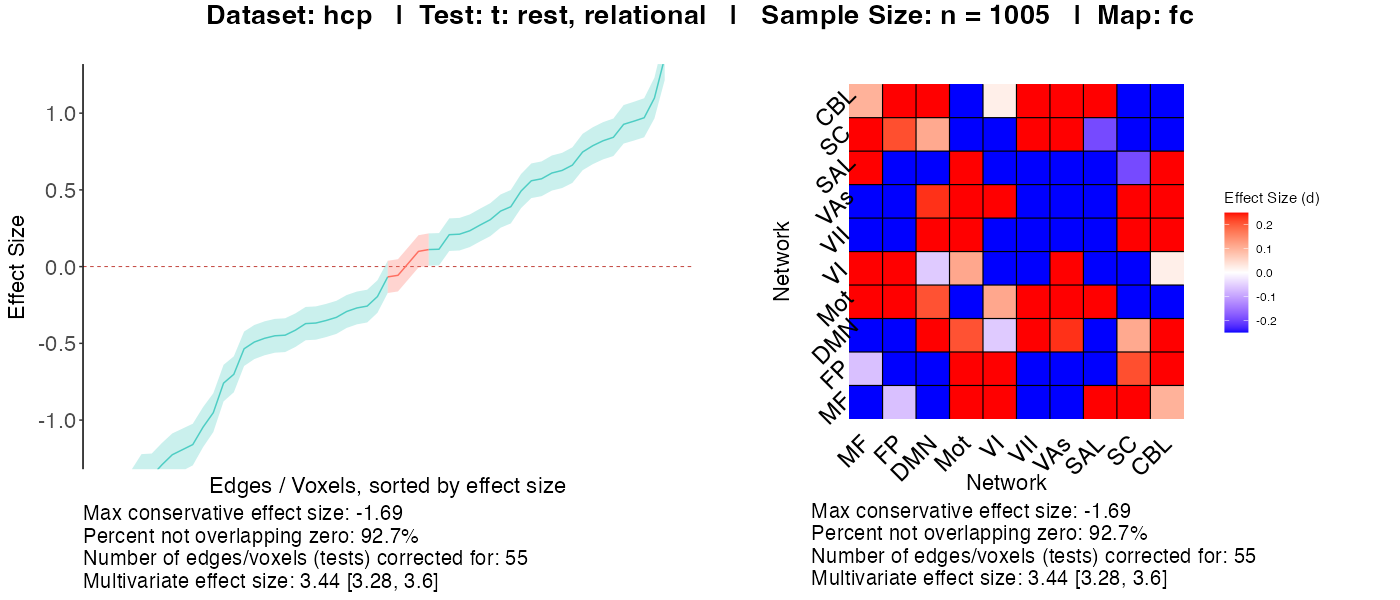 Dataset: hcp | Test: t: rest, relational | Sample Size: n = 1005 | Map: fc
Effect Size
1.0
0.5
0.0
-0.5
-1.0
Edges / Voxels, sorted by effect size
Max conservative effect size: -1.69
Percent not overlapping zero: 92.7%
Number of edges/voxels (tests) corrected for: 55
Multivariate effect size: 3.44 [3.28, 3.6]
Network
CBL
SC
SAL
VAs
VII
VI
Mot
DMN
FP
MF
MF
FP
DMN
Mot
VI
VII
VAs
SAL
SC
CBL
Network
Effect Size (d)
0.2
0.1
0.0
-0.1
-0.2
Max conservative effect size: -1.69
Percent not overlapping zero: 92.7%
Number of edges/voxels (tests) corrected for: 55
Multivariate effect size: 3.44 [3.28, 3.6]